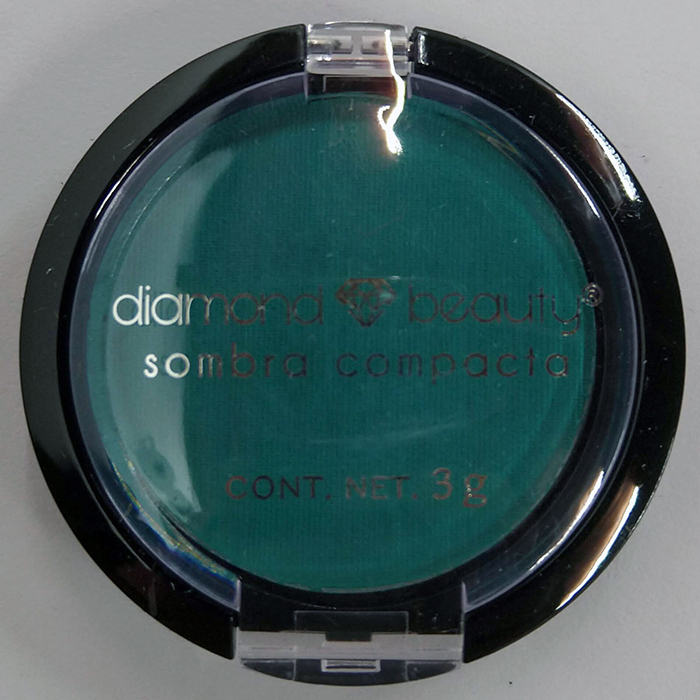 diamond beauty®
sombra compacta
CONT. NET. 3g